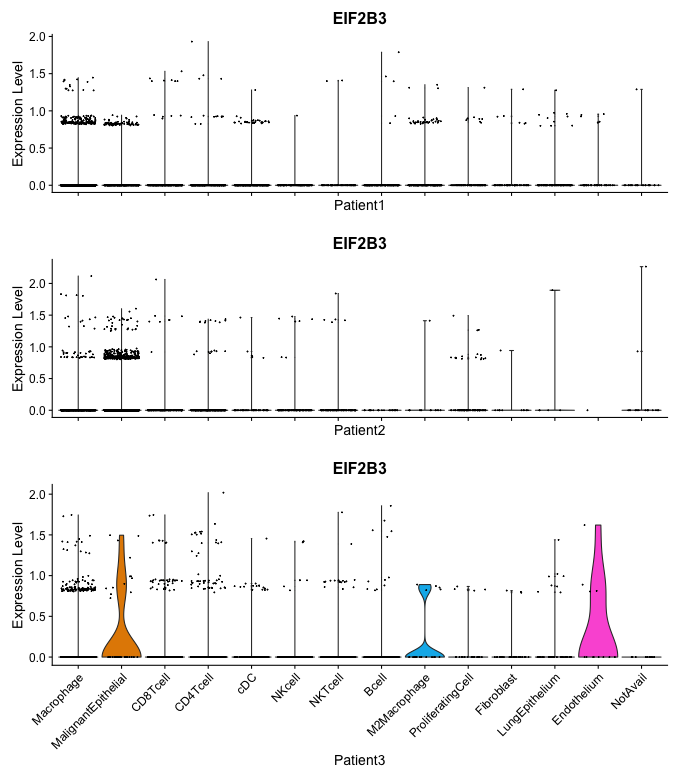 EIF2B3
Expression Level
2.0
1.5
1.0
0.5
0.0
Patient1
EIF2B3
Expression Level
2.0
1.5
1.0
0.5
0.0
Patient2
EIF2B3
Expression Level
2.0
1.5
1.0
0.5
0.0
Macrophage
MalignantEpithelial
CD8Tcell
CD4Tcell
cDC
NKcell
NKTcell
Bcell
M2Macrophage
ProliferatingCell
Fibroblast
LungEpithelium
Endothelium
NotAvail
Patient3